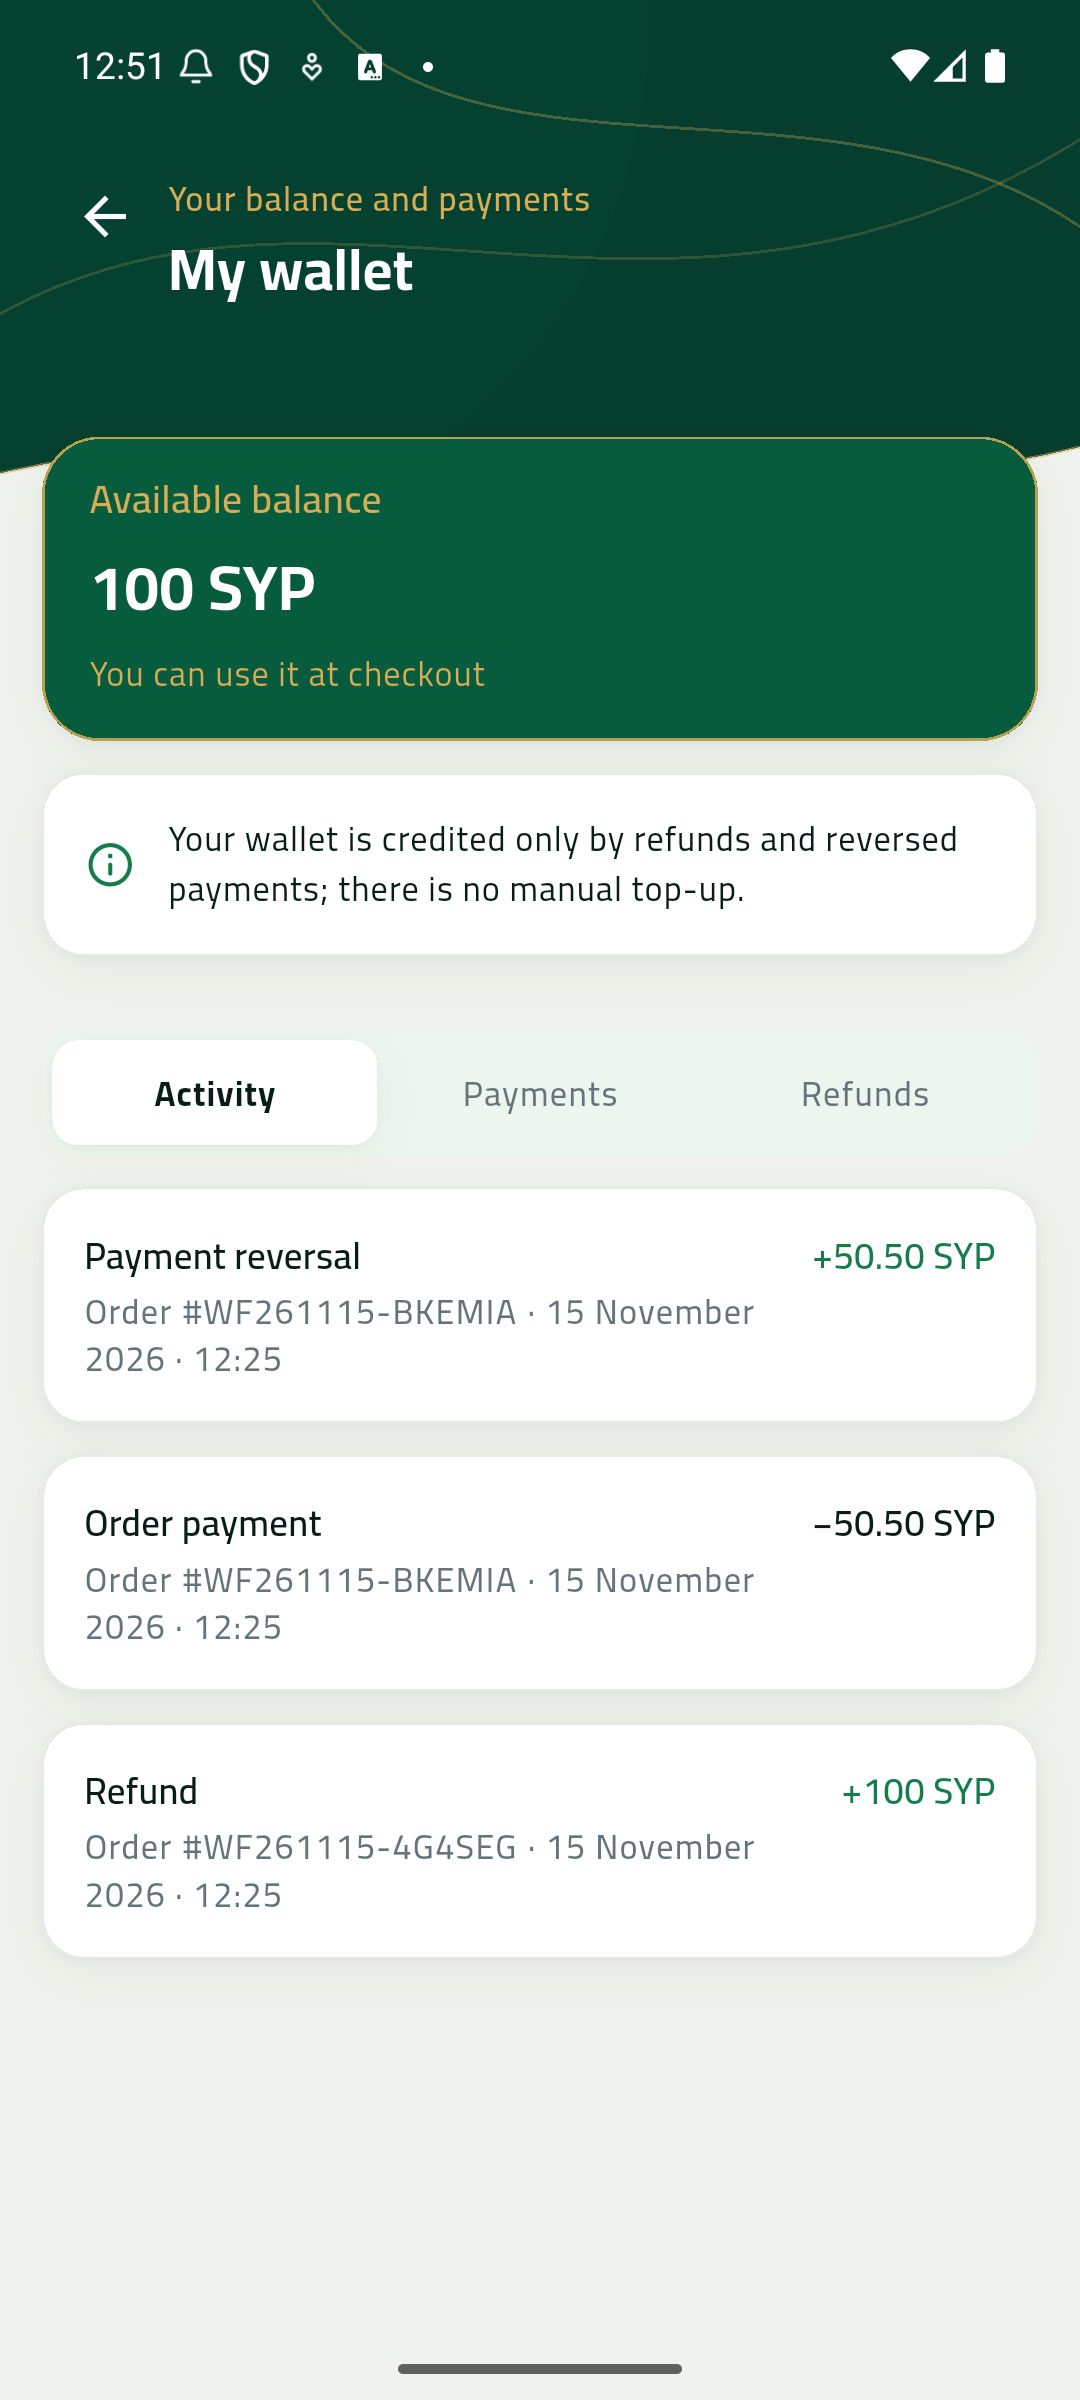 12:51
Your balance and payments
My wallet
Available balance
100 SYP
You can use it at checkout
Your wallet is credited only by refunds and reversed
payments; there is no manual top-up.
Activity
Payments
Refunds
Payment reversal
+50.50 SYP
Order #WF261115-BKEMIA · 15 November
2026 · 12:25
Order payment
−50.50 SYP
Order #WF261115-BKEMIA · 15 November
2026 · 12:25
Refund
+100 SYP
Order #WF261115-4G4SEG · 15 November
2026 · 12:25